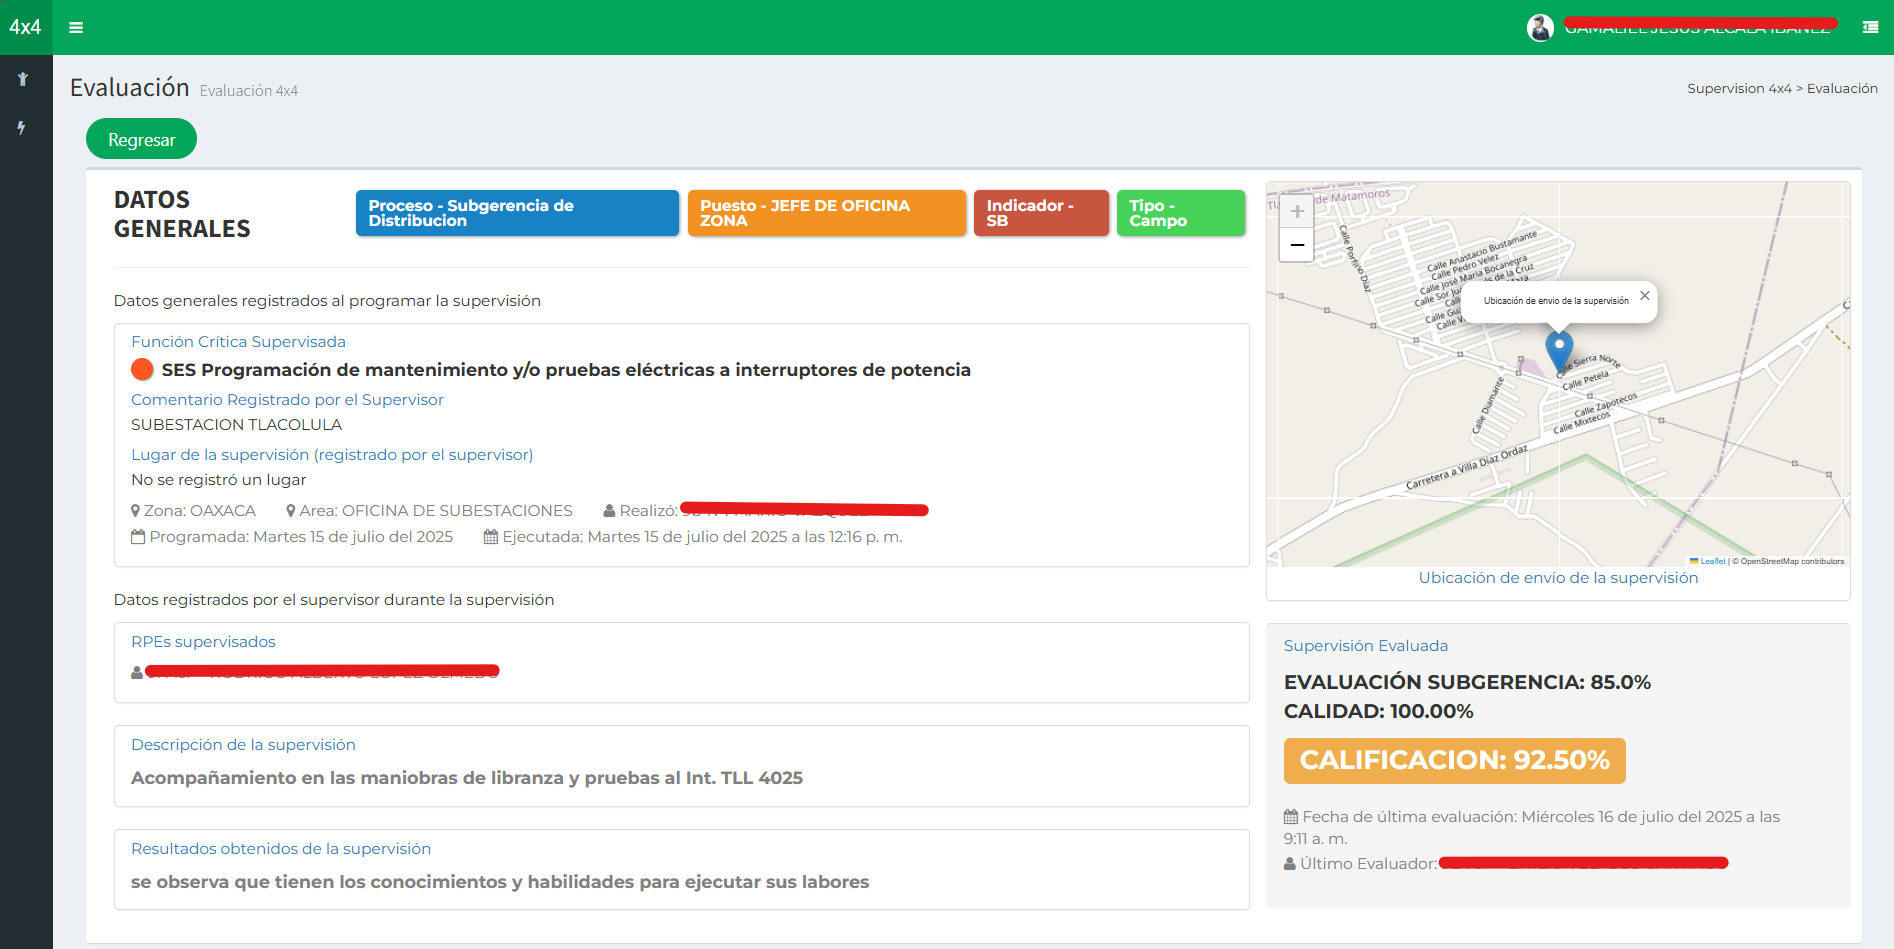 4x4
Evaluación Evaluación 4x4
Supervision 4x4 > Evaluación
Regresar
DATOS
GENERALES
Proceso - Subgerencia de
Distribucion
Puesto - JEFE DE OFICINA
ZONA
Indicador -
SB
Tipo -
Campo
Datos generales registrados al programar la supervisión
Función Crítica Supervisada
SES Programación de mantenimiento y/o pruebas eléctricas a interruptores de potencia
Comentario Registrado por el Supervisor
SUBESTACION TLACOLULA
Lugar de la supervisión (registrado por el supervisor)
No se registró un lugar
Zona: OAXACA Area: OFICINA DE SUBESTACIONES Realizó:
Programada: Martes 15 de julio del 2025 Ejecutada: Martes 15 de julio del 2025 a las 12:16 p. m.
Datos registrados por el supervisor durante la supervisión
RPEs supervisados
Descripción de la supervisión
Acompañamiento en las maniobras de libranza y pruebas al Int. TLL 4025
Resultados obtenidos de la supervisión
se observa que tienen los conocimientos y habilidades para ejecutar sus labores
+
−
de Matamoros
Calle Porfirio Díaz
Calle Anastacio Bustamante
Calle Pedro Velez
Calle José María Bocanegra
Calle Sor Jua de la Cruz
Ubicación de envio de la supervisión ×
Calle Sierra Norte
Calle Petela
Calle Diamante
Calle Zapotecos
Calle Mixtecos
Carretera a Villa Díaz Ordaz
Leaflet | © OpenStreetMap contributors
Ubicación de envío de la supervisión
Supervisión Evaluada
EVALUACIÓN SUBGERENCIA: 85.0%
CALIDAD: 100.00%
CALIFICACION: 92.50%
Fecha de última evaluación: Miércoles 16 de julio del 2025 a las
9:11 a. m.
Último Evaluador: